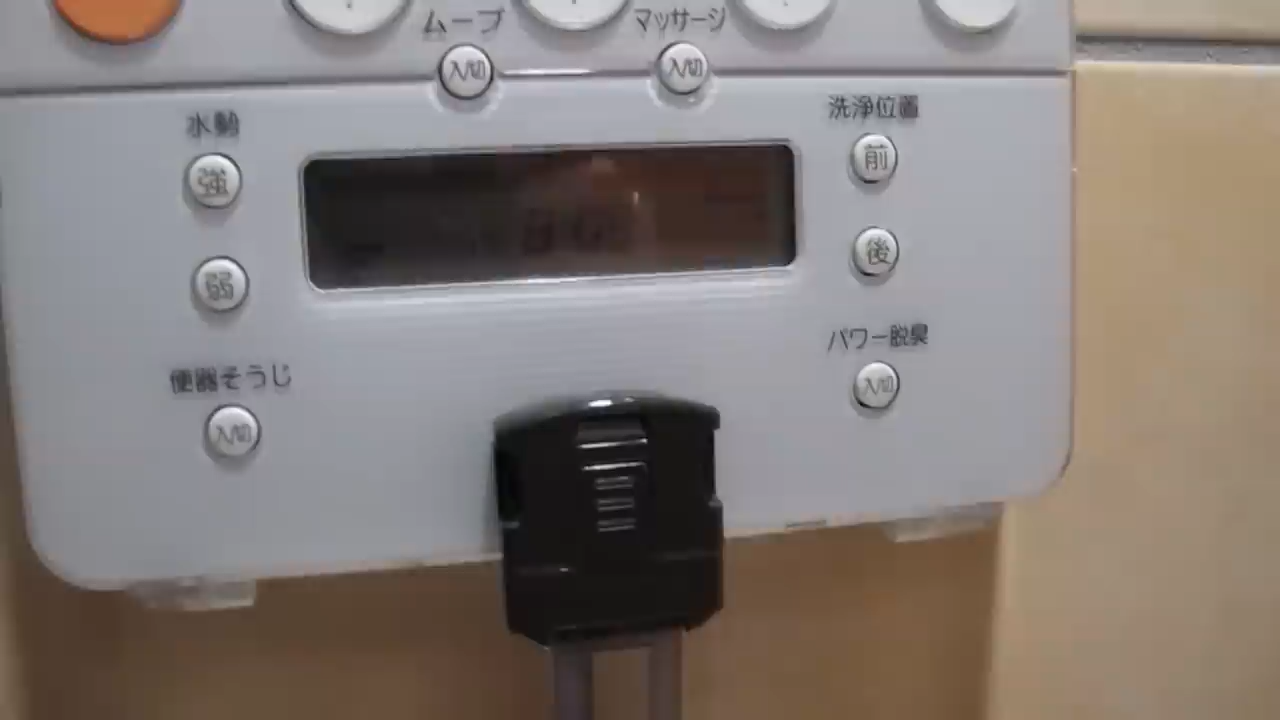 ムーブ
マッサージ
入/切
入/切
水勢
強
弱
便器そうじ
入/切
洗浄位置
前
後
パワー脱臭
入/切